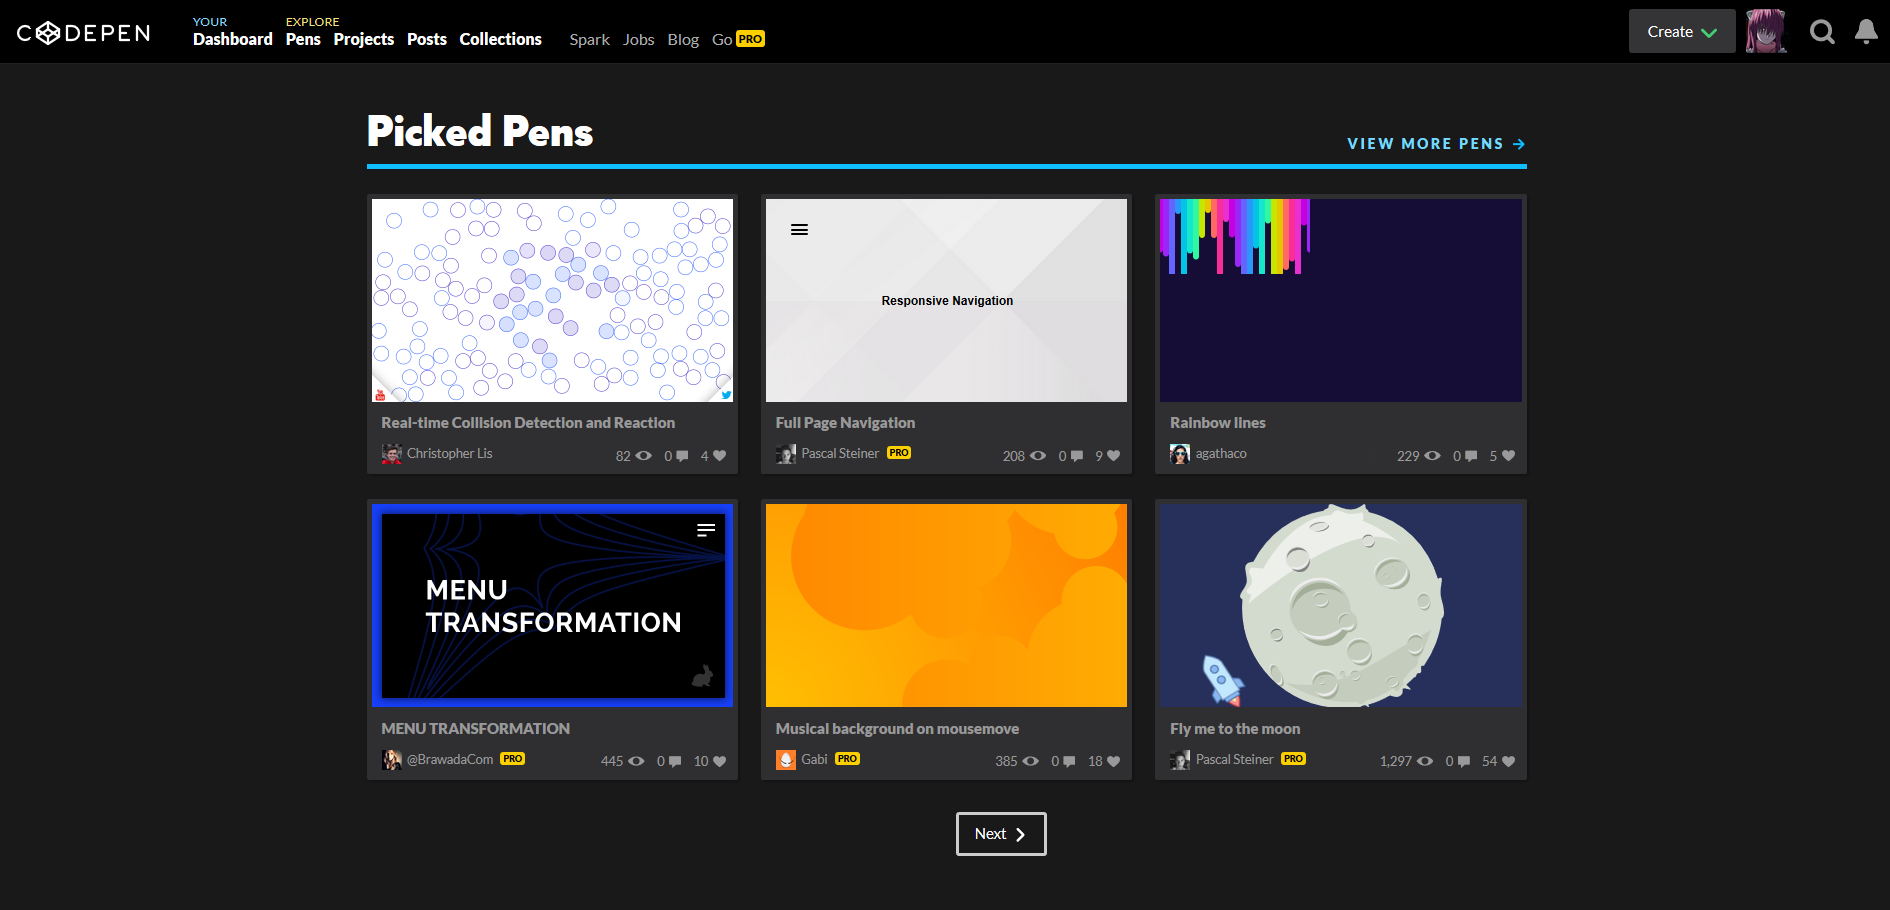 CODEPEN
YOUR
Dashboard
EXPLORE
Pens Projects Posts Collections
Spark Jobs Blog Go PRO
Create
Picked Pens
VIEW MORE PENS →
Real-time Collision Detection and Reaction
Christopher Lis
82 0 4
Responsive Navigation
Full Page Navigation
Pascal Steiner PRO
208 0 9
Rainbow lines
agathaco
229 0 5
MENU
TRANSFORMATION
MENU TRANSFORMATION
@BrawadaCom PRO
445 0 10
Musical background on mousemove
Gabi PRO
385 0 18
Fly me to the moon
Pascal Steiner PRO
1,297 0 54
Next